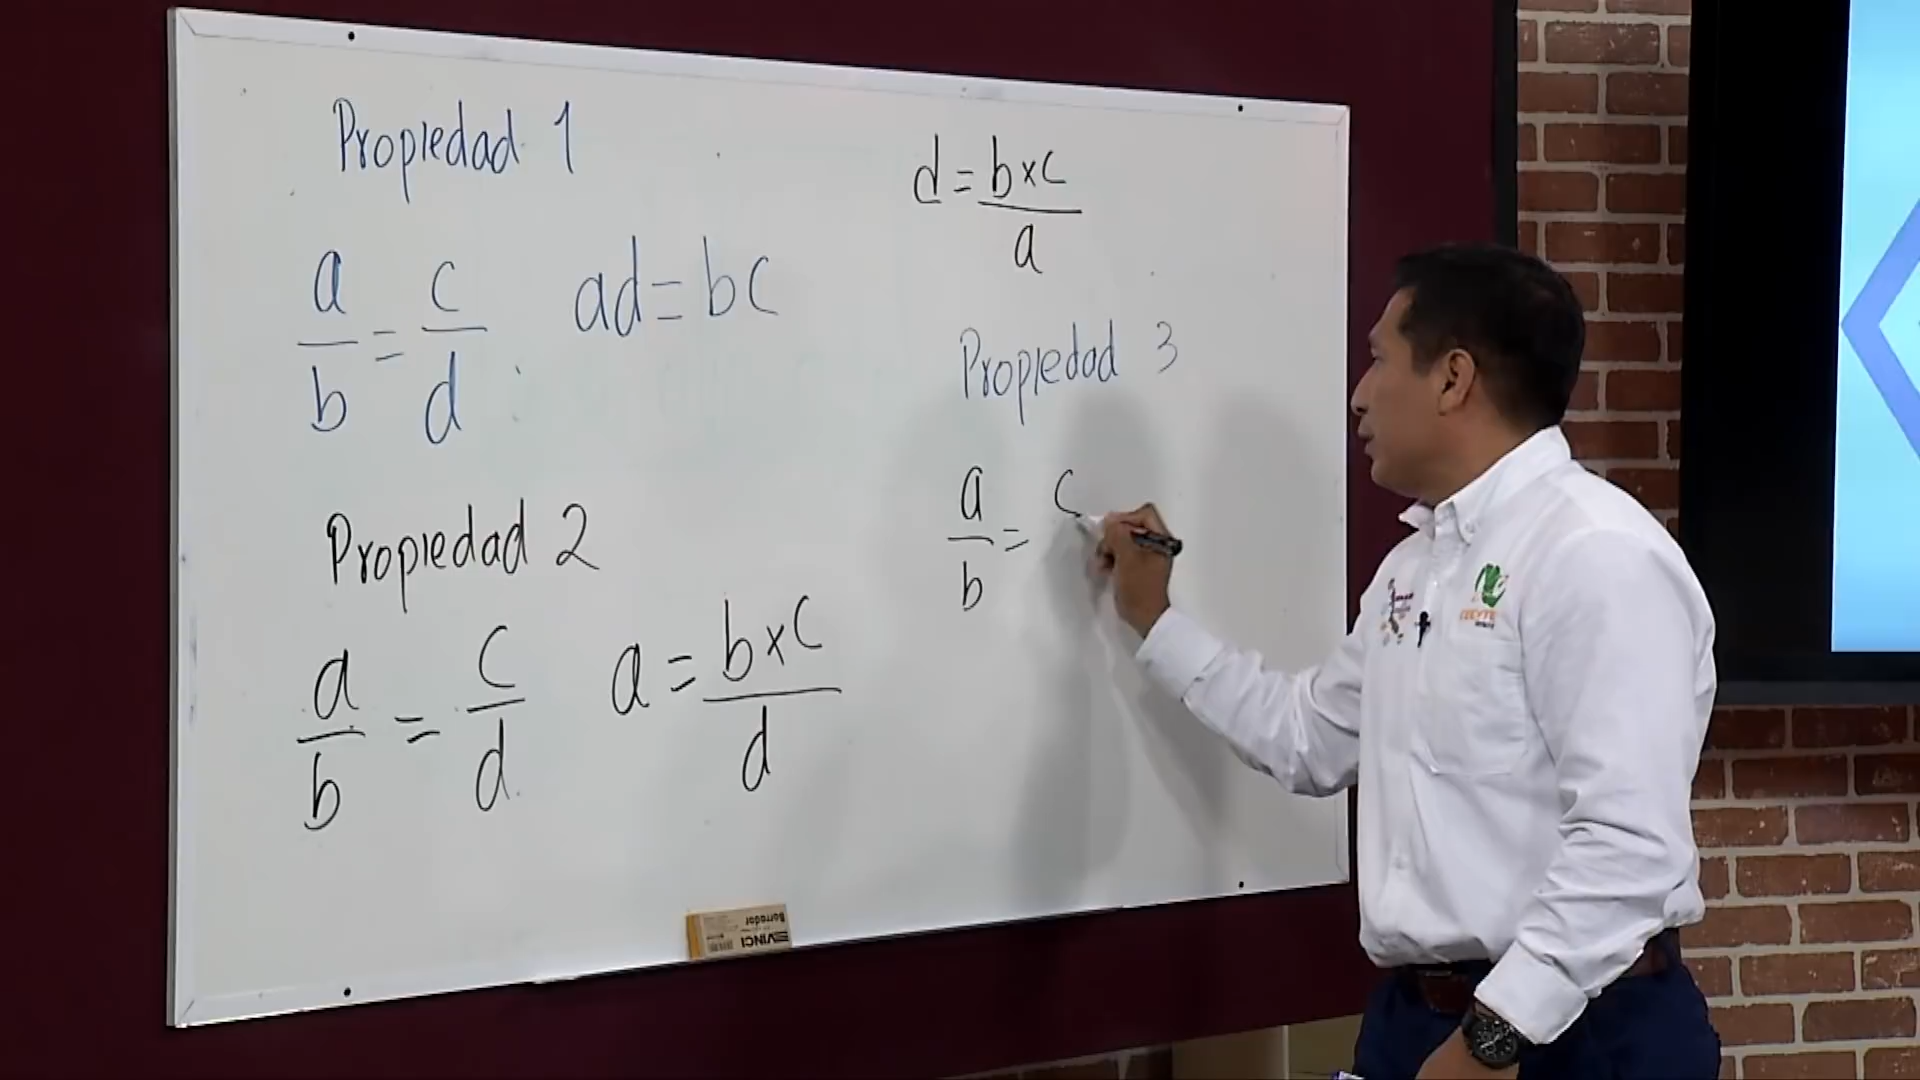 Propiedad 1
a/b = c/d   ad = bc
Propiedad 2
a/b = c/d   a = b×c/d
d = b×c/a
Propiedad 3
a/b = c
VINCI
Borrador